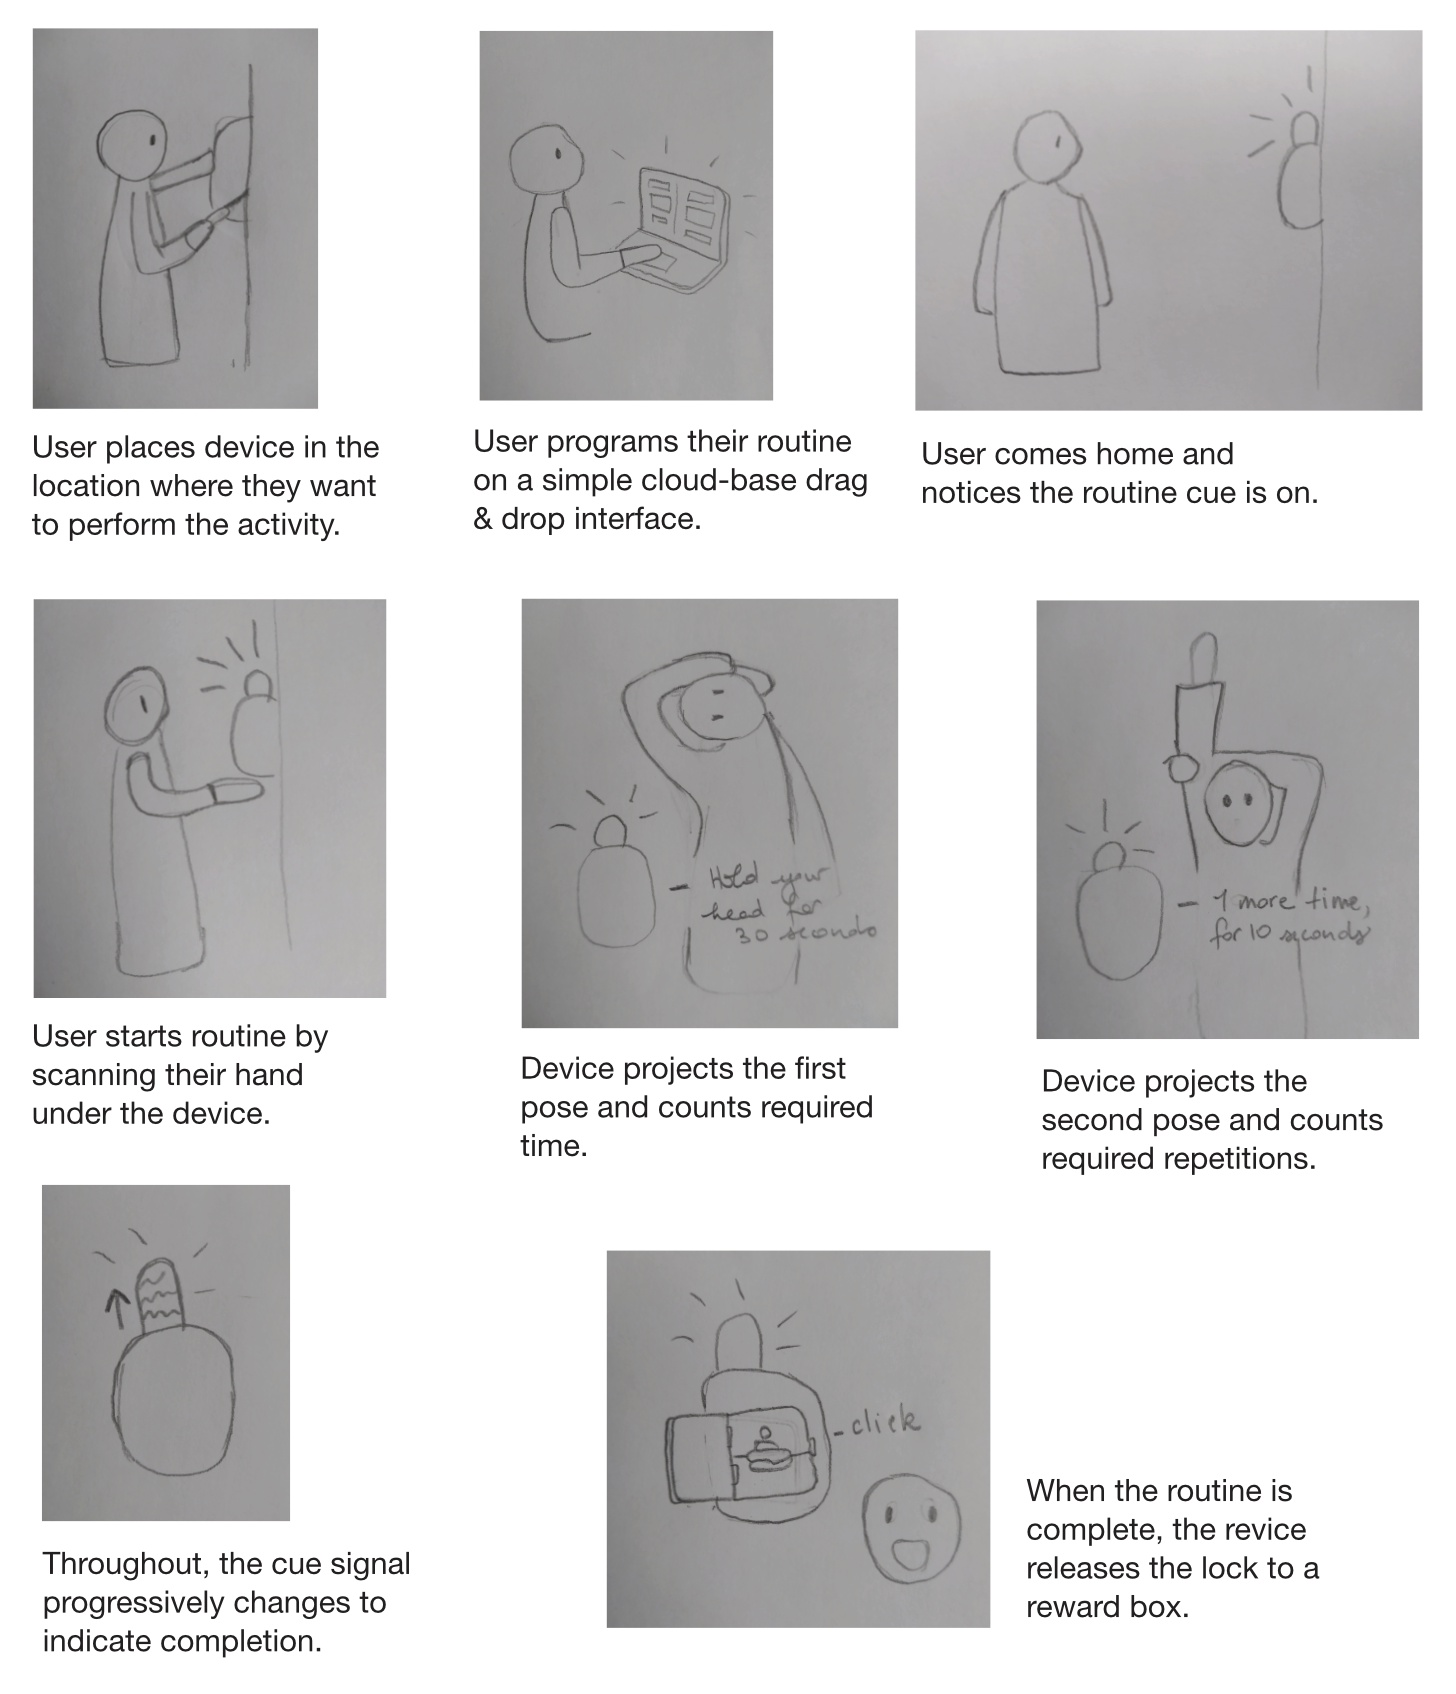 User places device in the
location where they want
to perform the activity.
User programs their routine
on a simple cloud-base drag
& drop interface.
User comes home and
notices the routine cue is on.
- Hold your
head for
30 seconds
- 1 more time,
for 10 seconds
User starts routine by
scanning their hand
under the device.
Device projects the first
pose and counts required
time.
Device projects the
second pose and counts
required repetitions.
- click
Throughout, the cue signal
progressively changes to
indicate completion.
When the routine is
complete, the revice
releases the lock to a
reward box.